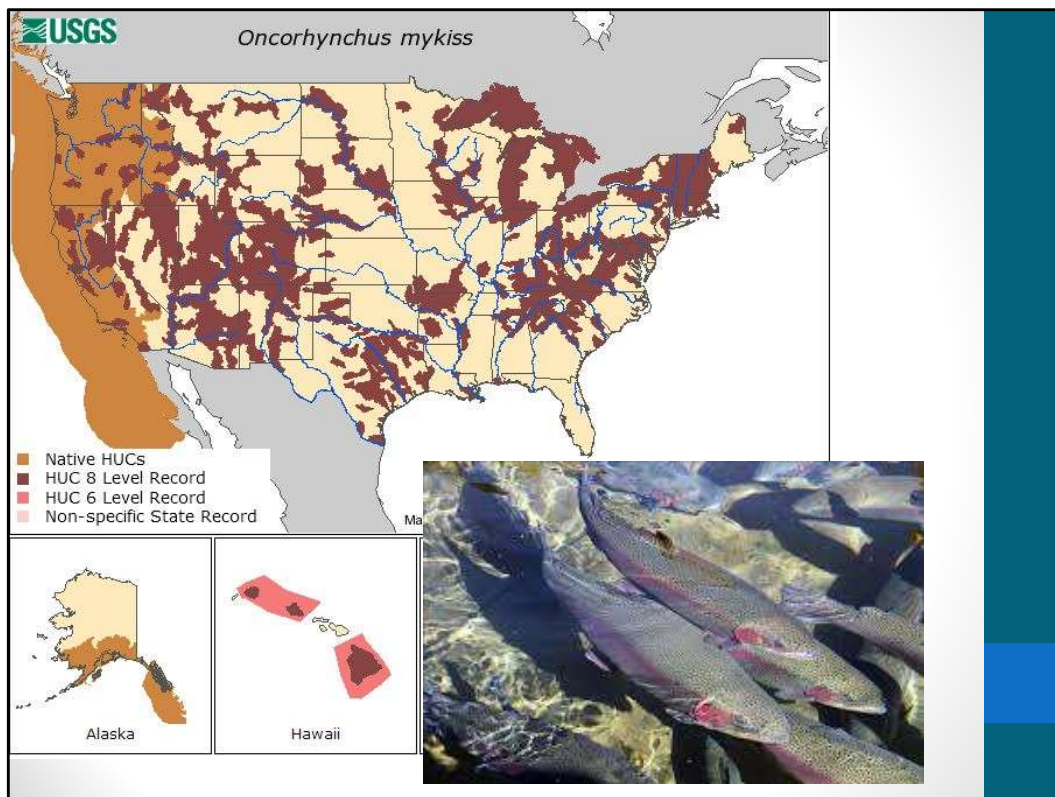 USGS
Oncorhynchus mykiss
Native HUCs
HUC 8 Level Record
HUC 6 Level Record
Non-specific State Record
Ma
Alaska
Hawaii